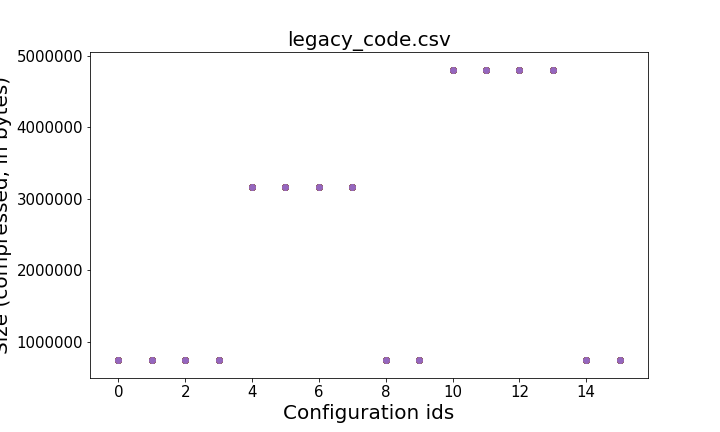 legacy_code.csv
Size (compressed, in bytes)
5000000
4000000
3000000
2000000
1000000
0 2 4 6 8 10 12 14
Configuration ids